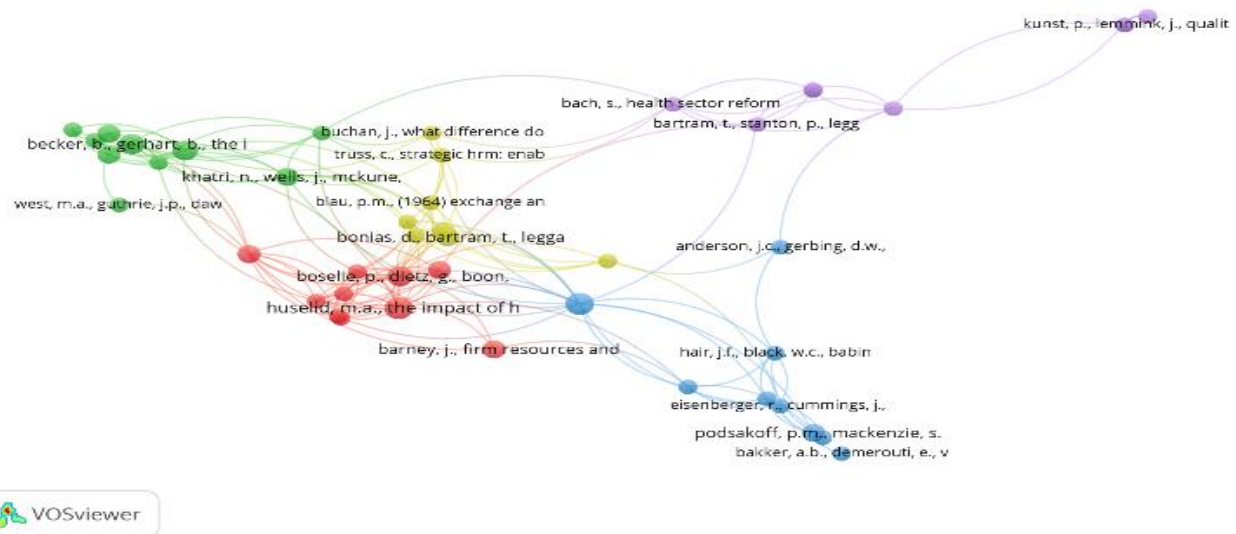 kunst, p., lemmink, j., qualit
bach, s., health sector reform
bartram, t., stanton, p., legg
buchan, j., what difference do
becker, b., gerhart, b., the i
truss, c., strategic hrm: enab
khatri, n., wells, j., mckune,
west, m.a., guthrie, j.p., daw
blau, p.m., (1964) exchange an
bonias, d., bartram, t., legga
anderson, j.c., gerbing, d.w.,
boselie, p., dietz, g., boon,
huselid, m.a., the impact of h
barney, j., firm resources and
hair, j.f., black, w.c., babin
eisenberger, r., cummings, j.,
podsakoff, p.m., mackenzie, s.
bakker, a.b., demerouti, e., v
VOSviewer